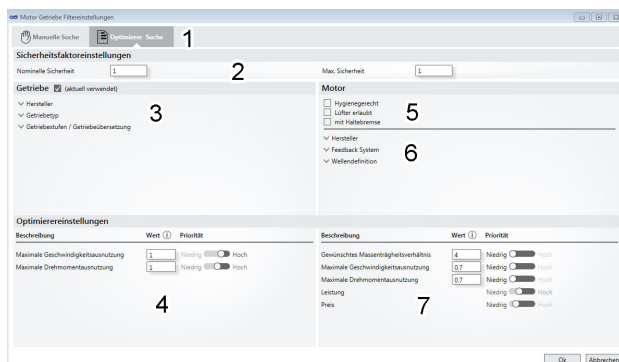 Motor Getriebe Filtereinstellungen
Manuelle Suche Optimierer Suche 1
Sicherheitsfaktoreinstellungen
Nominelle Sicherheit 1 2 Max. Sicherheit 1
Getriebe (aktuell verwendet)
Hersteller
Getriebetyp
Getriebestufen / Getriebeübersetzung
3
Motor
Hygienegerecht
Lüfter erlaubt
mit Haltebremse
5
Hersteller
Feedback System
Wellendefinition
6
Optimierereinstellungen
Beschreibung Wert Priorität
Maximale Geschwindigkeitsausnutzung 1 Niedrig Hoch
Maximale Drehmomentausnutzung 1 Niedrig Hoch
4
Beschreibung Wert Priorität
Gewünschtes Massenträgheitsverhältnis 4 Niedrig Hoch
Maximale Geschwindigkeitsausnutzung 0,7 Niedrig Hoch
Maximale Drehmomentausnutzung 0,7 Niedrig Hoch
Leistung Niedrig Hoch
Preis Niedrig Hoch
7
Ok Abbrechen